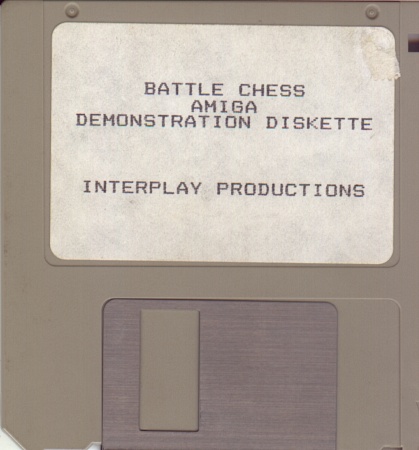 BATTLE CHESS
AMIGA
DEMONSTRATION DISKETTE
INTERPLAY PRODUCTIONS